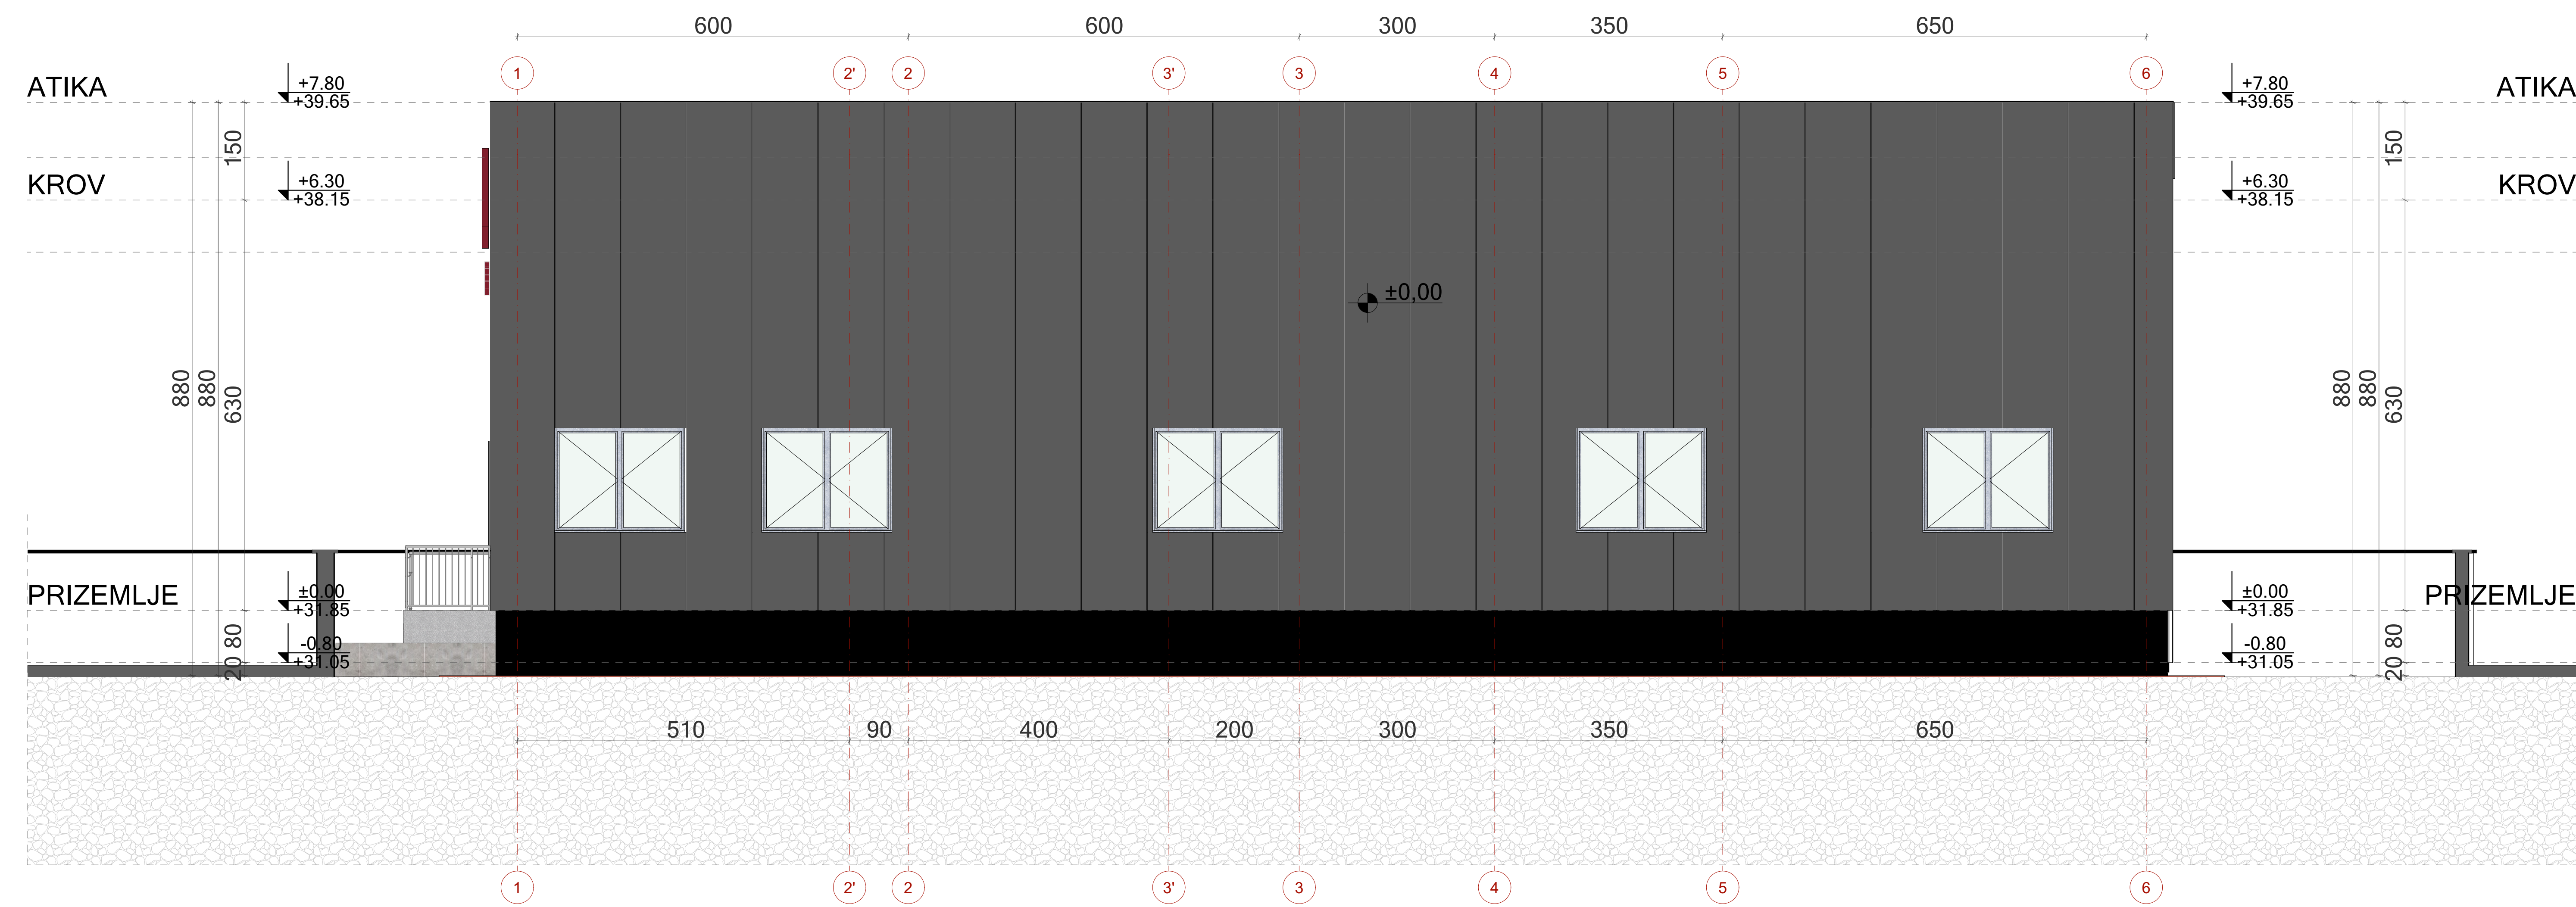 600 600 300 350 650
1 2' 2 3' 3 4 5 6
ATIKA +7.80 +7.80 ATIKA
+39.65 +39.65
150 150
KROV +6.30 +6.30 KROV
+38.15 +38.15
±0,00
880 880 630 880 880 630
PRIZEMLJE ±0.00 ±0.00 PRIZEMLJE
+31.85 +31.85
80 -0.80 -0.80 80
20 +31.05 +31.05 20
510 90 400 200 300 350 650
1 2' 2 3' 3 4 5 6